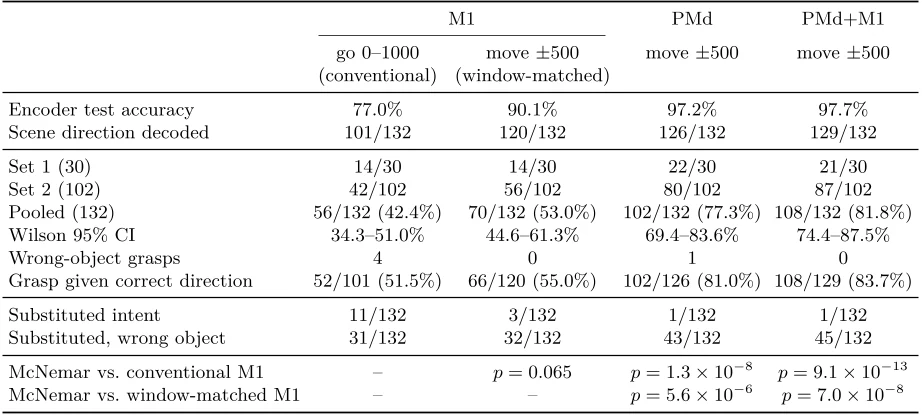 M1 PMd PMd+M1
go 0–1000 move ±500 move ±500 move ±500
(conventional) (window-matched)
Encoder test accuracy 77.0% 90.1% 97.2% 97.7%
Scene direction decoded 101/132 120/132 126/132 129/132
Set 1 (30) 14/30 14/30 22/30 21/30
Set 2 (102) 42/102 56/102 80/102 87/102
Pooled (132) 56/132 (42.4%) 70/132 (53.0%) 102/132 (77.3%) 108/132 (81.8%)
Wilson 95% CI 34.3–51.0% 44.6–61.3% 69.4–83.6% 74.4–87.5%
Wrong-object grasps 4 0 1 0
Grasp given correct direction 52/101 (51.5%) 66/120 (55.0%) 102/126 (81.0%) 108/129 (83.7%)
Substituted intent 11/132 3/132 1/132 1/132
Substituted, wrong object 31/132 32/132 43/132 45/132
McNemar vs. conventional M1 – p = 0.065 p = 1.3 × 10⁻⁸ p = 9.1 × 10⁻¹³
McNemar vs. window-matched M1 – – p = 5.6 × 10⁻⁶ p = 7.0 × 10⁻⁸